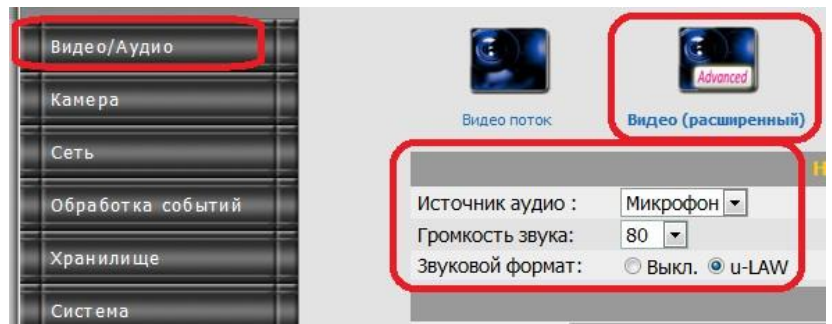 Видео/Аудио
Камера
Сеть
Обработка событий
Хранилище
Система
Advanced
Видео поток
Видео (расширенный)
Н
Источник аудио :
Микрофон
Громкость звука:
80
Звуковой формат:
Выкл.
u-LAW